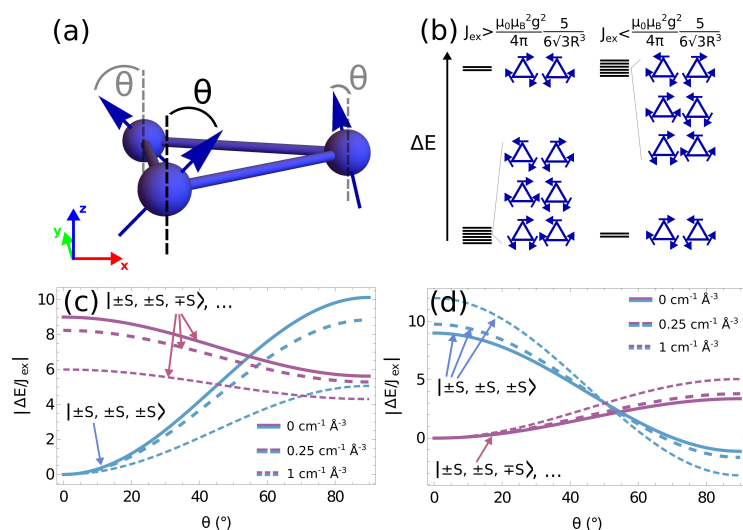 (a)
θ
θ
θ
z
y
x
(b)
J_ex > μ₀μ_B²g²/4π 5/6√3R³
J_ex < μ₀μ_B²g²/4π 5/6√3R³
ΔE
(c)
|±S, ±S, ∓S⟩, ...
|±S, ±S, ±S⟩
0 cm⁻¹ Å⁻³
0.25 cm⁻¹ Å⁻³
1 cm⁻¹ Å⁻³
|ΔE/J_ex|
10
8
6
4
2
0
0 20 40 60 80
θ (°)
(d)
0 cm⁻¹ Å⁻³
0.25 cm⁻¹ Å⁻³
1 cm⁻¹ Å⁻³
|±S, ±S, ±S⟩
|±S, ±S, ∓S⟩, ...
|ΔE/J_ex|
10
5
0
0 20 40 60 80
θ (°)